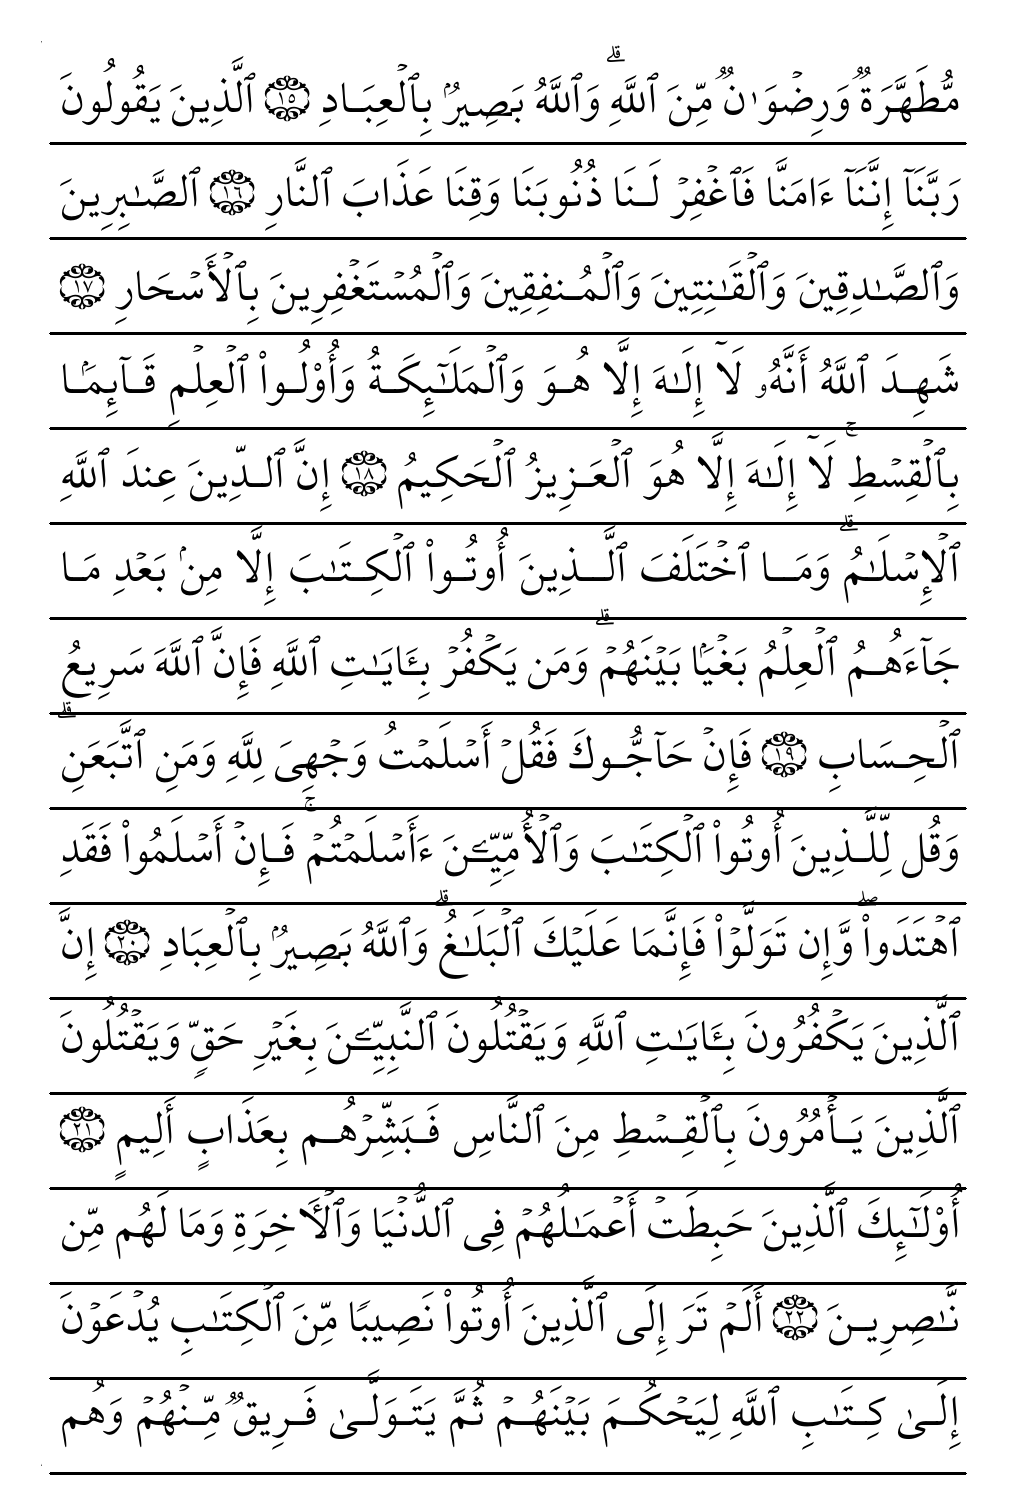 مُّطَهَّرَةٌ وَرِضْوَٰنٌ مِّنَ ٱللَّهِ ۗ وَٱللَّهُ بَصِيرٌۢ بِٱلْعِبَادِ ١٥ ٱلَّذِينَ يَقُولُونَ
رَبَّنَآ إِنَّنَآ ءَامَنَّا فَٱغْفِرْ لَنَا ذُنُوبَنَا وَقِنَا عَذَابَ ٱلنَّارِ ١٦ ٱلصَّـٰبِرِينَ
وَٱلصَّـٰدِقِينَ وَٱلْقَـٰنِتِينَ وَٱلْمُنفِقِينَ وَٱلْمُسْتَغْفِرِينَ بِٱلْأَسْحَارِ ١٧
شَهِدَ ٱللَّهُ أَنَّهُۥ لَآ إِلَـٰهَ إِلَّا هُوَ وَٱلْمَلَـٰٓئِكَةُ وَأُو۟لُوا۟ ٱلْعِلْمِ قَآئِمَۢا
بِٱلْقِسْطِ ۚ لَآ إِلَـٰهَ إِلَّا هُوَ ٱلْعَزِيزُ ٱلْحَكِيمُ ١٨ إِنَّ ٱلدِّينَ عِندَ ٱللَّهِ
ٱلْإِسْلَـٰمُ ۗ وَمَا ٱخْتَلَفَ ٱلَّذِينَ أُوتُوا۟ ٱلْكِتَـٰبَ إِلَّا مِنۢ بَعْدِ مَا
جَآءَهُمُ ٱلْعِلْمُ بَغْيَۢا بَيْنَهُمْ ۗ وَمَن يَكْفُرْ بِـَٔايَـٰتِ ٱللَّهِ فَإِنَّ ٱللَّهَ سَرِيعُ
ٱلْحِسَابِ ١٩ فَإِنْ حَآجُّوكَ فَقُلْ أَسْلَمْتُ وَجْهِىَ لِلَّهِ وَمَنِ ٱتَّبَعَنِ ۗ
وَقُل لِّلَّذِينَ أُوتُوا۟ ٱلْكِتَـٰبَ وَٱلْأُمِّيِّـۧنَ ءَأَسْلَمْتُمْ ۚ فَإِنْ أَسْلَمُوا۟ فَقَدِ
ٱهْتَدَوا۟ ۖ وَّإِن تَوَلَّوْا۟ فَإِنَّمَا عَلَيْكَ ٱلْبَلَـٰغُ ۗ وَٱللَّهُ بَصِيرٌۢ بِٱلْعِبَادِ ٢٠ إِنَّ
ٱلَّذِينَ يَكْفُرُونَ بِـَٔايَـٰتِ ٱللَّهِ وَيَقْتُلُونَ ٱلنَّبِيِّـۧنَ بِغَيْرِ حَقٍّ وَيَقْتُلُونَ
ٱلَّذِينَ يَأْمُرُونَ بِٱلْقِسْطِ مِنَ ٱلنَّاسِ فَبَشِّرْهُم بِعَذَابٍ أَلِيمٍ ٢١
أُو۟لَـٰٓئِكَ ٱلَّذِينَ حَبِطَتْ أَعْمَـٰلُهُمْ فِى ٱلدُّنْيَا وَٱلْـَٔاخِرَةِ وَمَا لَهُم مِّن
نَّـٰصِرِينَ ٢٢ أَلَمْ تَرَ إِلَى ٱلَّذِينَ أُوتُوا۟ نَصِيبًا مِّنَ ٱلْكِتَـٰبِ يُدْعَوْنَ
إِلَىٰ كِتَـٰبِ ٱللَّهِ لِيَحْكُمَ بَيْنَهُمْ ثُمَّ يَتَوَلَّىٰ فَرِيقٌ مِّنْهُمْ وَهُم